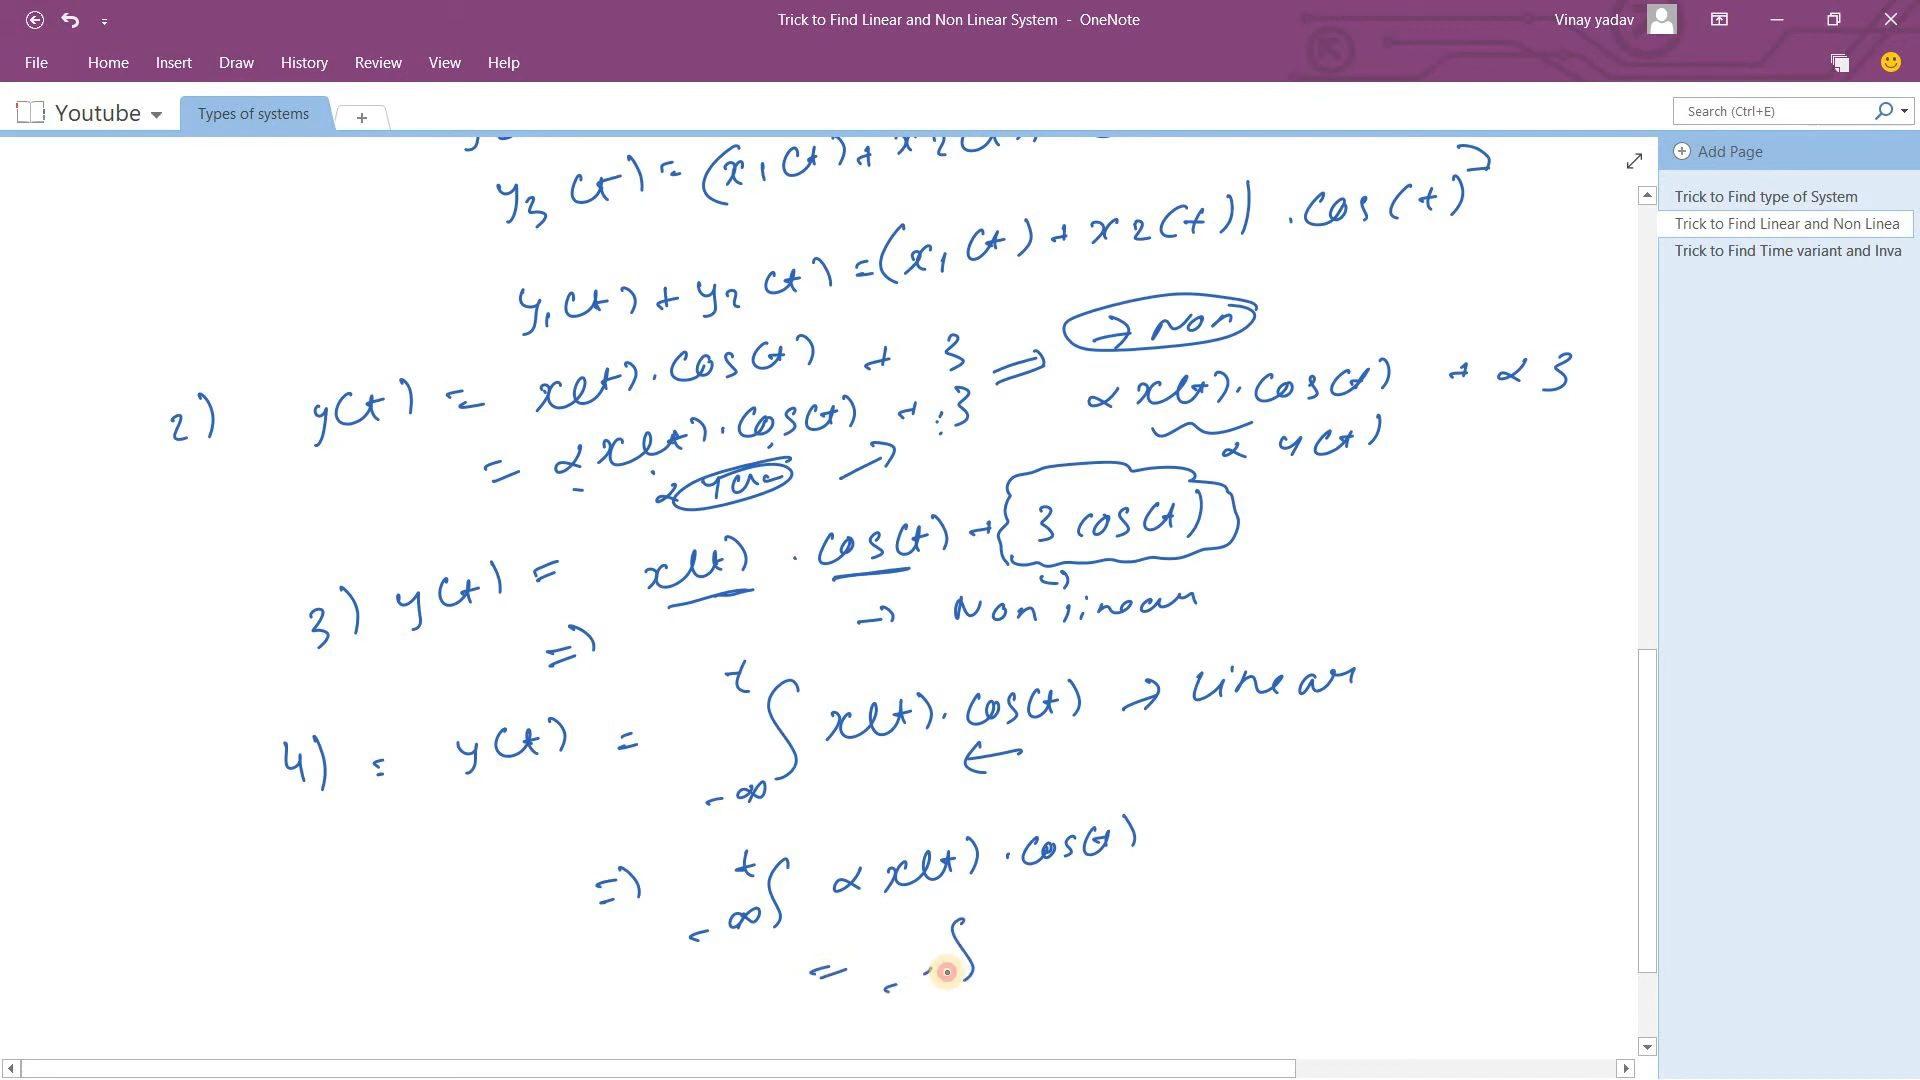 Trick to Find Linear and Non Linear System - OneNote
Vinay yadav
File Home Insert Draw History Review View Help
Youtube
Types of systems
+
Search (Ctrl+E)
Add Page
Trick to Find type of System
Trick to Find Linear and Non Linea
Trick to Find Time variant and Inva
y3(t) = (x1(t) + x2(t
y1(t) + y2(t) = (x1(t) + x2(t)) . cos(t)
→ Non
2) y(t) = x(t).cos(t) + 3 ⇒ αx(t).cos(t) + α3
= αx(t).cos(t) + 3
α y(t)
3) y(t) = x(t) . cos(t) + {3 cos(t)
⇒ → Non linear
4) = y(t) = ∫ t -∞ x(t).cos(t) → Linear
⇒ ∫ t -∞ α x(t).cos(t)
= - ∫